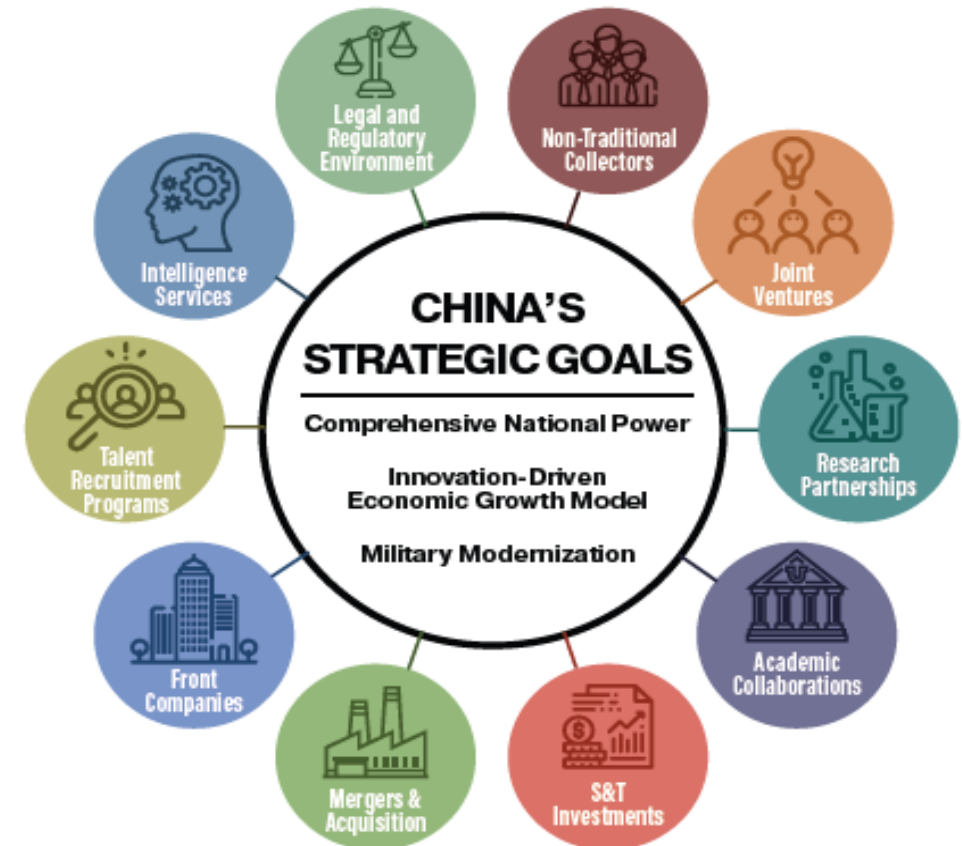 CHINA'S
STRATEGIC GOALS
Comprehensive National Power
Innovation-Driven
Economic Growth Model
Military Modernization
Legal and
Regulatory
Environment
Non-Traditional
Collectors
Joint
Ventures
Research
Partnerships
Academic
Collaborations
$
S&T
Investments
Mergers &
Acquisition
Front
Companies
Talent
Recruitment
Programs
Intelligence
Services